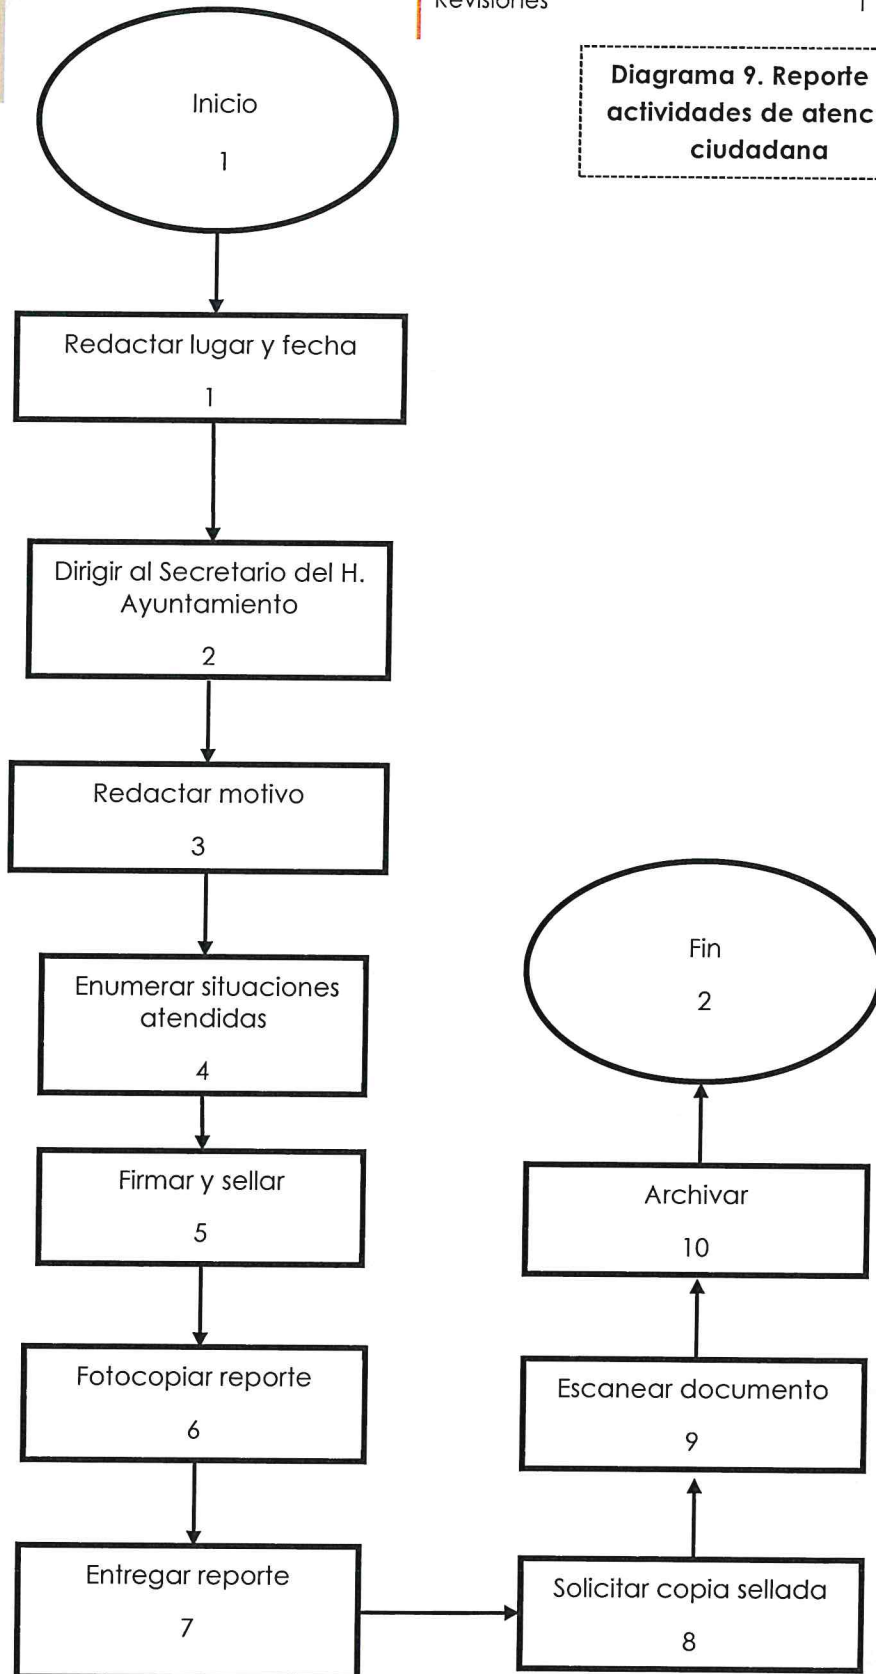 Revisiones 1
Diagrama 9. Reporte
actividades de
ciudadana
Inicio
1
Redactar lugar y fecha
1
Dirigir al Secretario del H.
Ayuntamiento
2
Redactar motivo
3
Enumerar situaciones
atendidas
4
Firmar y sellar
5
Fotocopiar reporte
6
Entregar reporte
7
Solicitar copia sellada
8
Escanear documento
9
Archivar
10
Fin
2